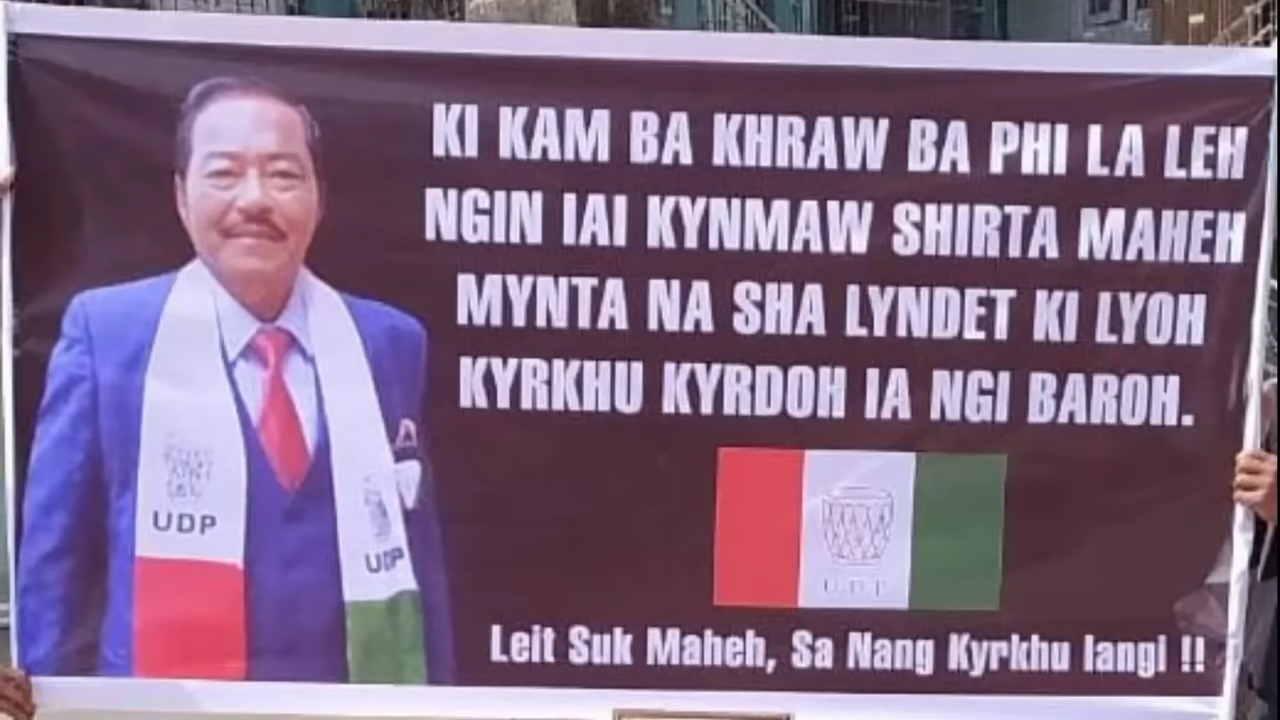 KI KAM BA KHRAW BA PHI LA LEH
NGIN IAI KYNMAW SHIRTA MAHEH
MYNTA NA SHA LYNDET KI LYOH
KYRKHU KYRDOH IA NGI BAROH.
UDP
UDP
UDP
Leit Suk Maheh, Sa Nang Kyrkhu Iangi !!